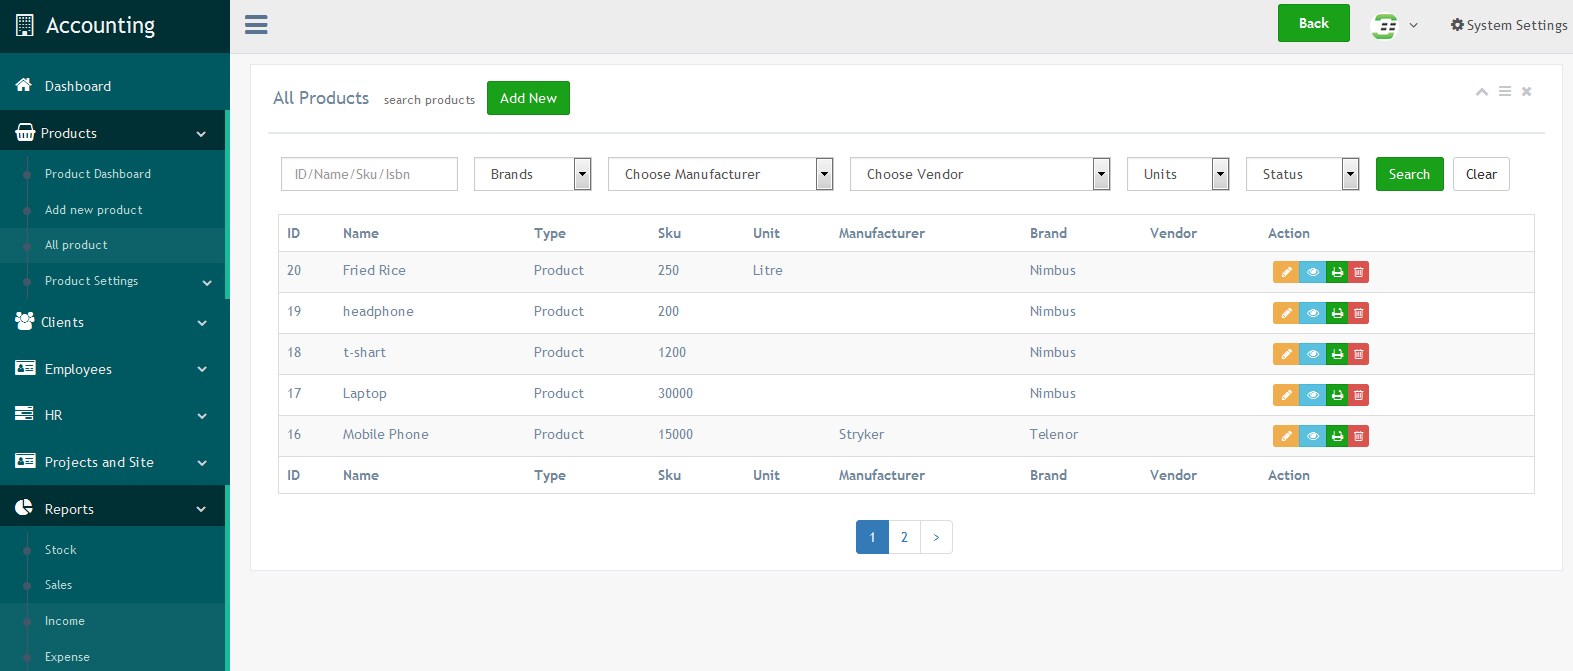 Accounting
Back
System Settings
Dashboard
Products
Product Dashboard
Add new product
All product
Product Settings
Clients
Employees
HR
Projects and Site
Reports
Stock
Sales
Income
Expense
All Products search products Add New
ID/Name/Sku/Isbn Brands Choose Manufacturer Choose Vendor Units Status Search Clear
ID Name Type Sku Unit Manufacturer Brand Vendor Action
20 Fried Rice Product 250 Litre Nimbus
19 headphone Product 200 Nimbus
18 t-shart Product 1200 Nimbus
17 Laptop Product 30000 Nimbus
16 Mobile Phone Product 15000 Stryker Telenor
ID Name Type Sku Unit Manufacturer Brand Vendor Action
1 2 >